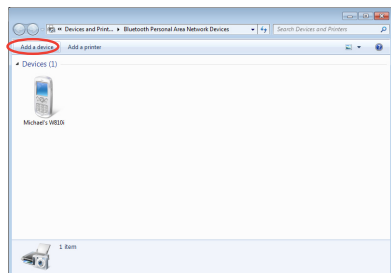 « Devices and Print... ▸ Bluetooth Personal Area Network Devices
Search Devices and Printers
Add a device
Add a printer
Devices (1)
Michael's W810i
1 item